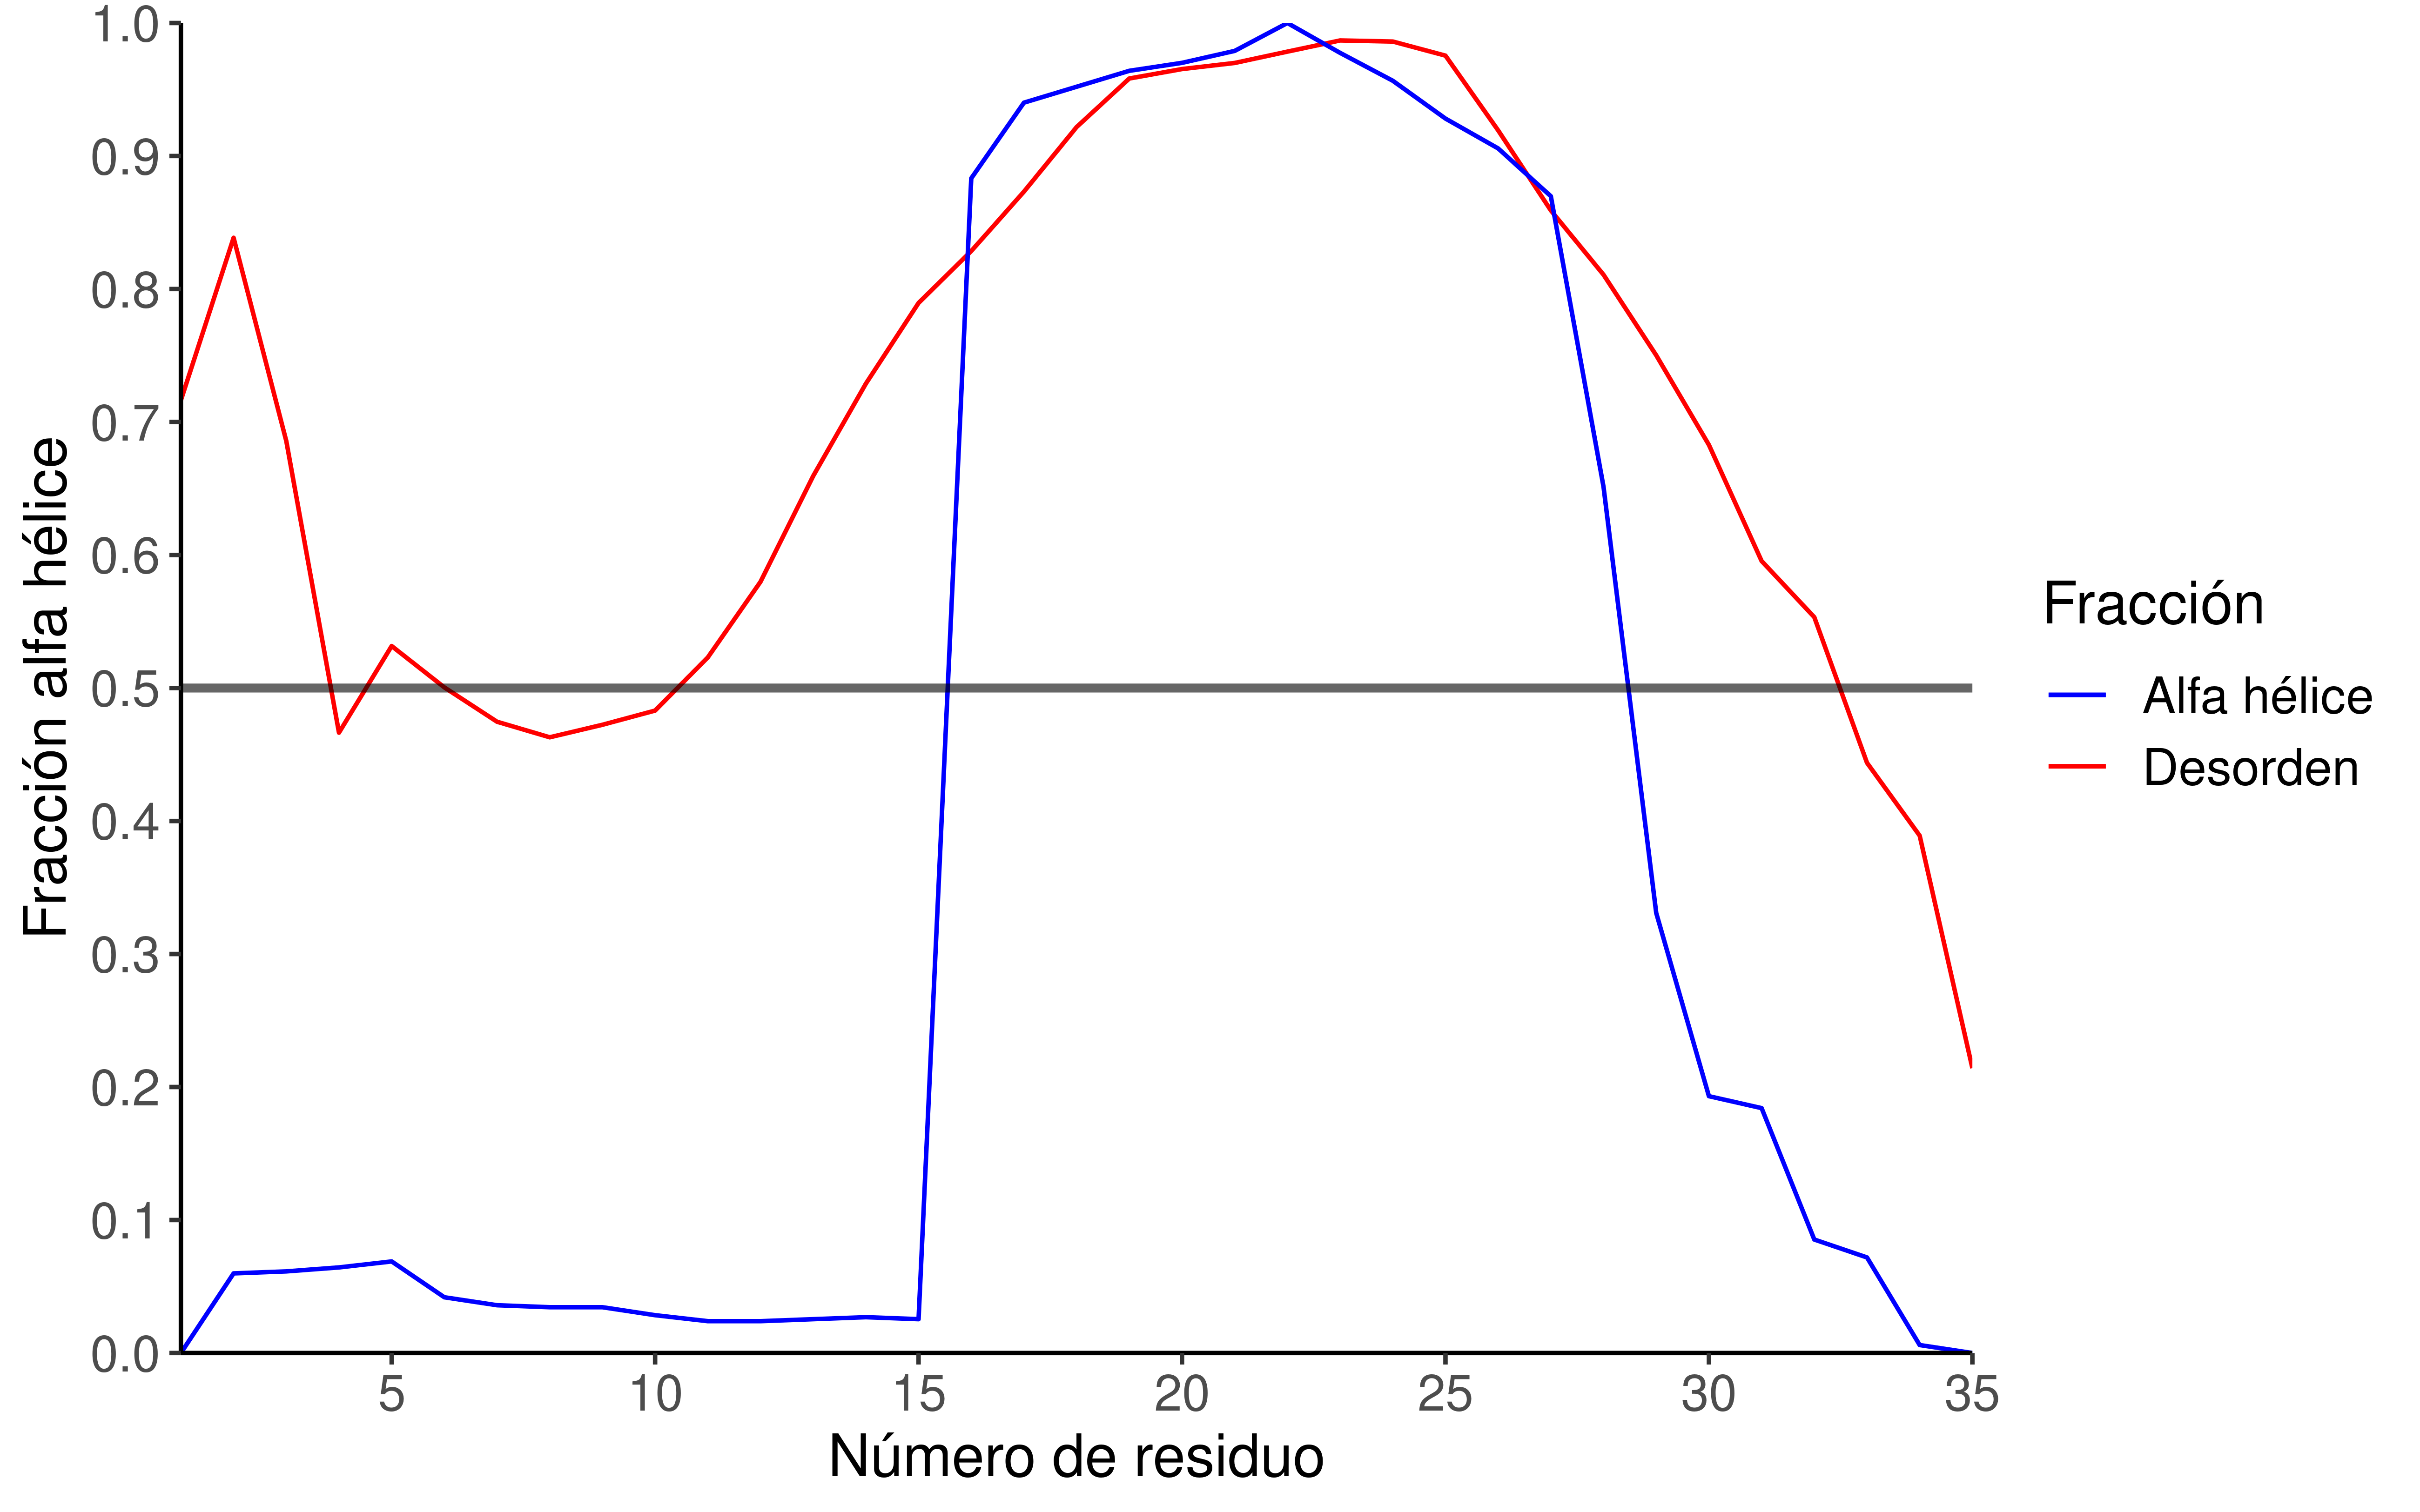 Fracción alfa hélice
1.0
0.9
0.8
0.7
0.6
0.5
0.4
0.3
0.2
0.1
0.0
5 10 15 20 25 30 35
Número de residuo
Fracción
Alfa hélice
Desorden